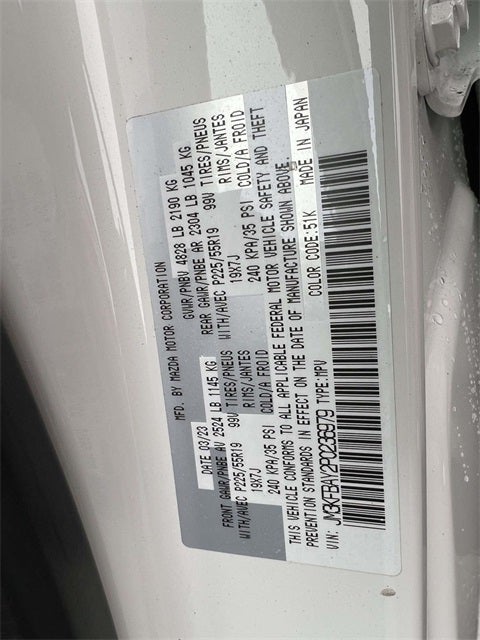 MFD. BY MAZDA MOTOR CORPORATION
DATE 03/23 GVWR/PNBV 4828 LB 2190 KG
FRONT GAWR/PNBE AV 2524 LB 1145 KG REAR GAWR/PNBE AR 2304 LB 1045 KG
WITH/AVEC P225/55R19 99V TIRES/PNEUS WITH/AVEC P225/55R19 99V TIRES/PNEUS
19X7J RIMS/JANTES 19X7J RIMS/JANTES
240 KPA/35 PSI COLD/A FROID 240 KPA/35 PSI COLD/A FROID
THIS VEHICLE CONFORMS TO ALL APPLICABLE FEDERAL MOTOR VEHICLE SAFETY AND THEFT
PREVENTION STANDARDS IN EFFECT ON THE DATE OF MANUFACTURE SHOWN ABOVE.
VIN: JM3KFBAY2P0236979 TYPE:MPV COLOR CODE:51K MADE IN JAPAN